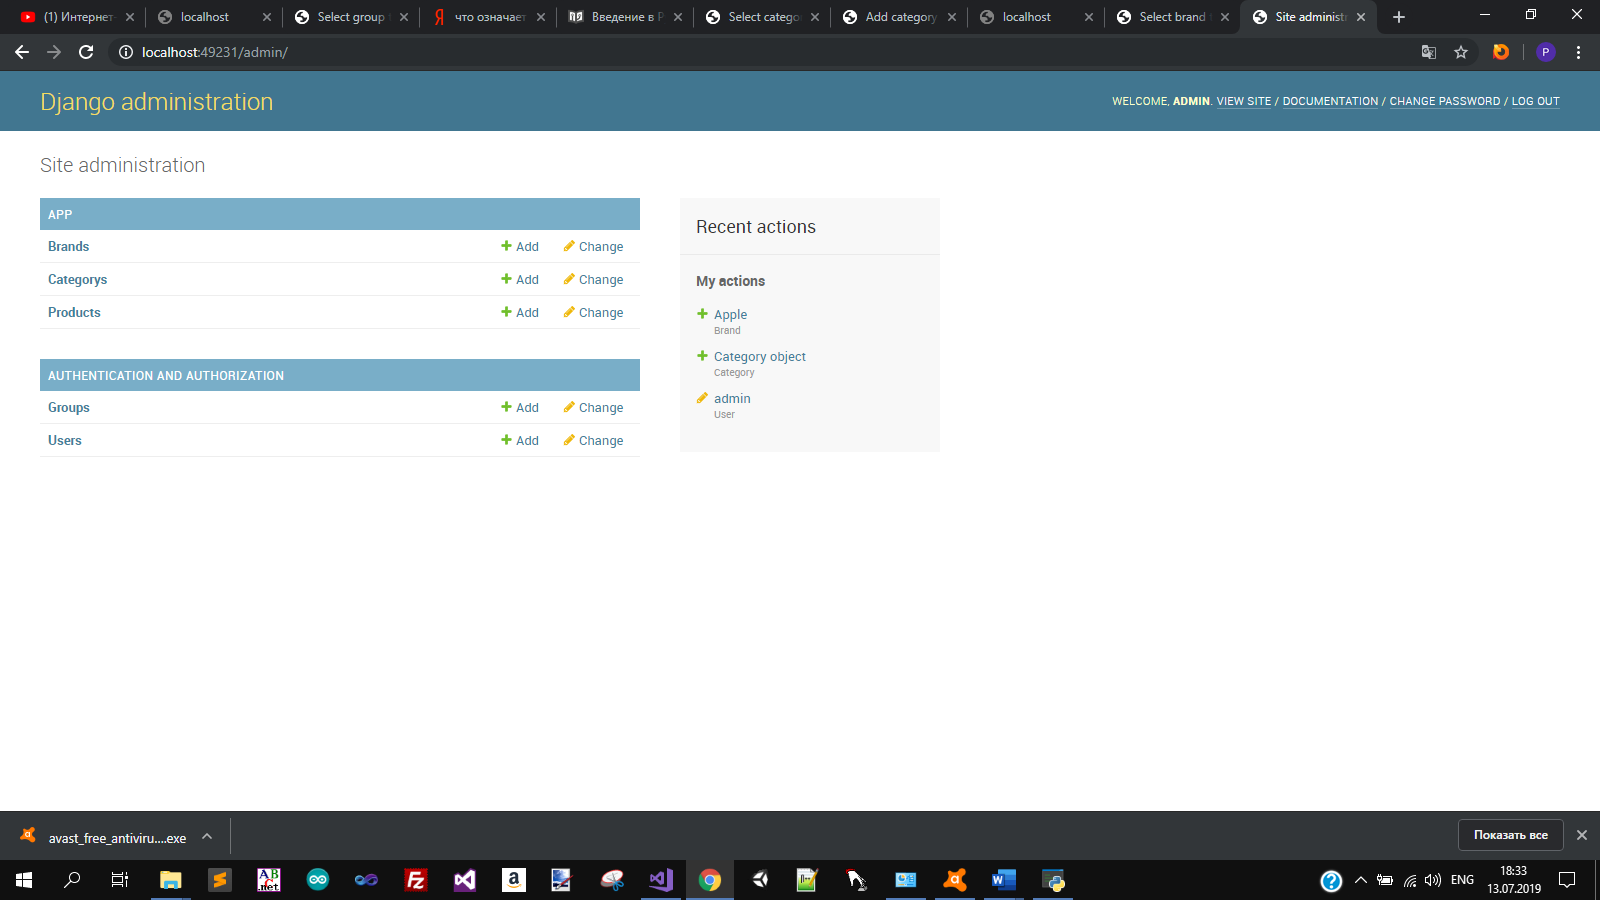 (1) Интернет-
localhost
Select group
что означает
Введение в
Select catego
Add category
localhost
Select brand
Site administr
localhost:49231/admin/
P
Django administration
WELCOME, ADMIN. VIEW SITE / DOCUMENTATION / CHANGE PASSWORD / LOG OUT
Site administration
APP
Brands Add Change
Categorys Add Change
Products Add Change
AUTHENTICATION AND AUTHORIZATION
Groups Add Change
Users Add Change
Recent actions
My actions
Apple
Brand
Category object
Category
admin
User
avast_free_antiviru....exe
Показать все
ENG
18:33
13.07.2019